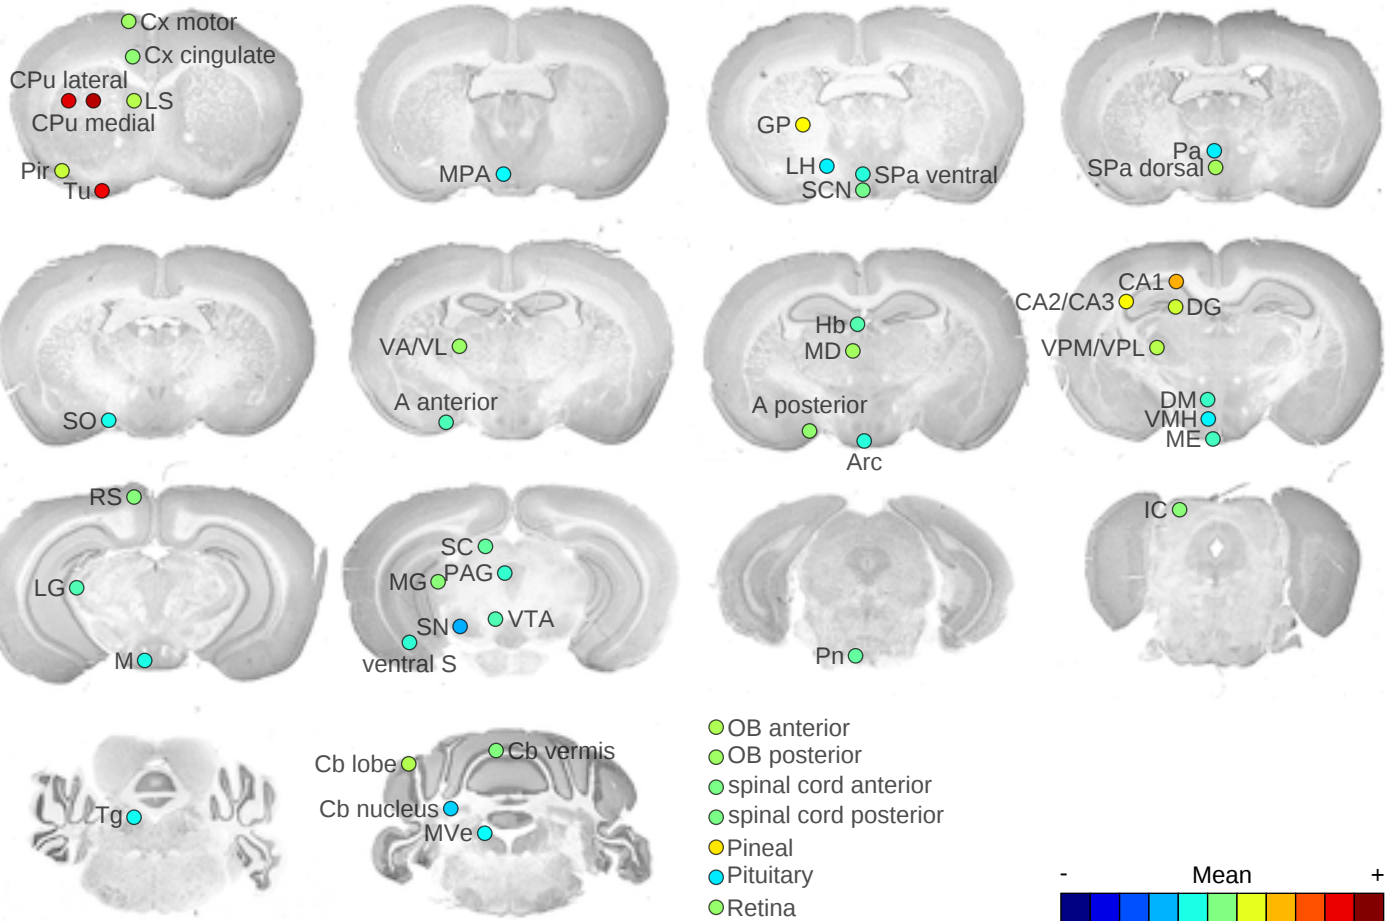 Cx motor
Cx cingulate
CPu lateral
LS
CPu medial
Pir
Tu
MPA
GP
LH
SPa ventral
SCN
Pa
SPa dorsal
SO
VA/VL
A anterior
Hb
MD
A posterior
Arc
CA1
CA2/CA3
DG
VPM/VPL
DM
VMH
ME
RS
LG
M
SC
PAG
MG
SN
VTA
ventral S
Pn
IC
Tg
Cb lobe
Cb vermis
Cb nucleus
MVe
OB anterior
OB posterior
spinal cord anterior
spinal cord posterior
Pineal
Pituitary
Retina
- Mean +